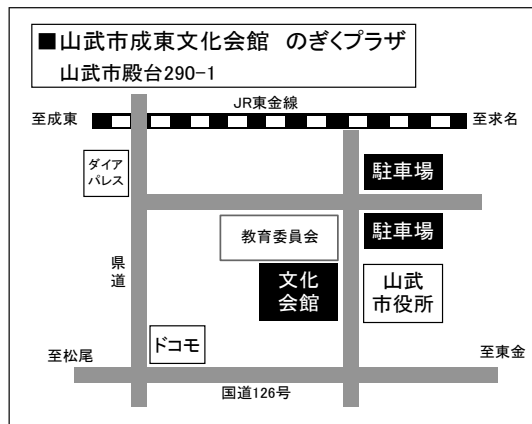 ■山武市成東文化会館 のぎくプラザ
山武市殿台290-1
JR東金線
至成東
至求名
ダイア
パレス
駐車場
駐車場
教育委員会
県
道
文化
会館
山武
市役所
ドコモ
至松尾
至東金
国道126号